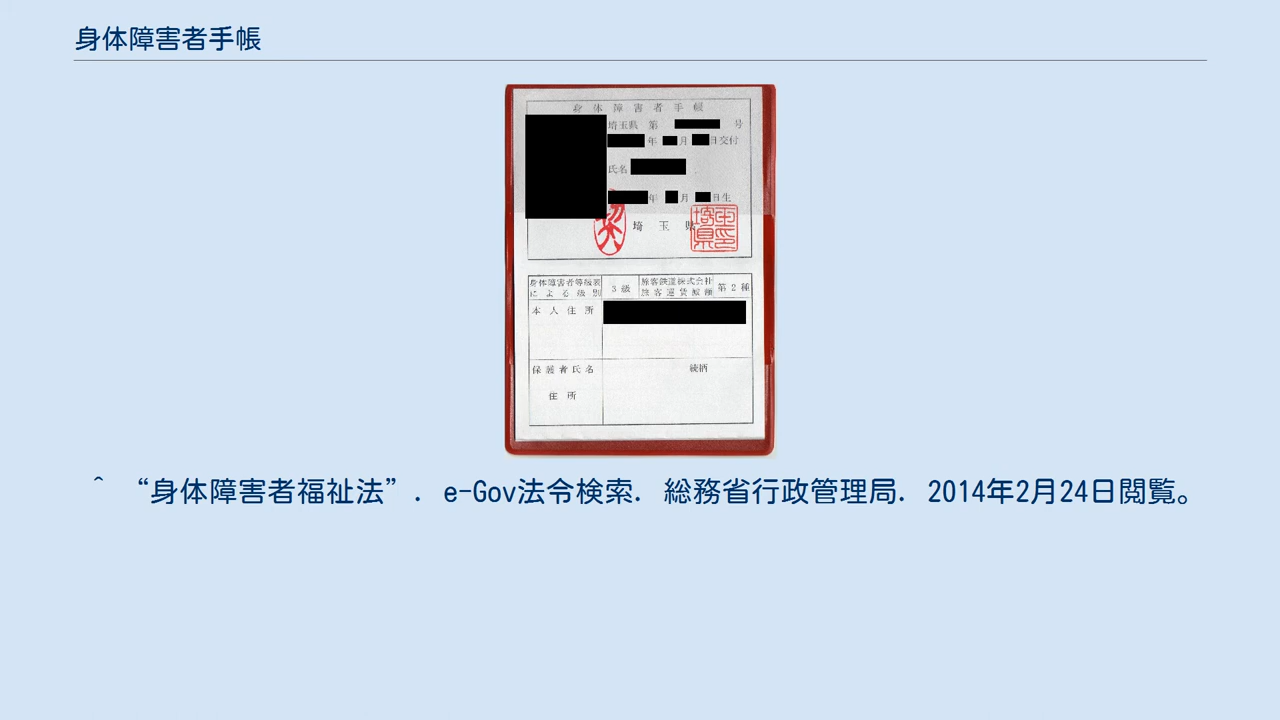 身体障害者手帳
身体障害者手帳
埼玉県 第 号
年 月 日交付
氏名
年 月 日生
埼玉県
身体障害者等級表による級別 3級 旅客鉄道株式会社旅客運賃減額 第2種
本人住所
保護者氏名 続柄
住所
^ “身体障害者福祉法”. e-Gov法令検索. 総務省行政管理局. 2014年2月24日閲覧。